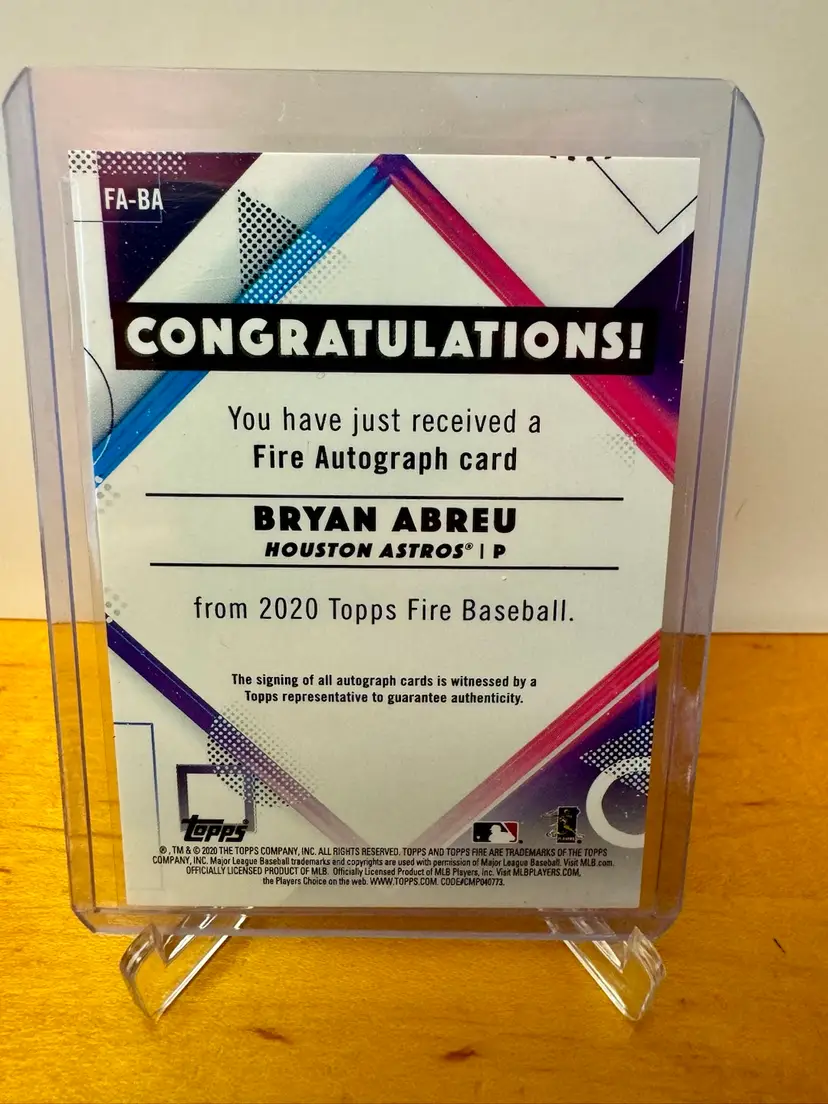 FA-BA
CONGRATULATIONS!
You have just received a
Fire Autograph card
BRYAN ABREU
HOUSTON ASTROS® | P
from 2020 Topps Fire Baseball.
The signing of all autograph cards is witnessed by a
Topps representative to guarantee authenticity.
topps
®, TM & © 2020 THE TOPPS COMPANY, INC. ALL RIGHTS RESERVED. TOPPS AND TOPPS FIRE ARE TRADEMARKS OF THE TOPPS
COMPANY, INC. Major League Baseball trademarks and copyrights are used with permission of Major League Baseball. Visit MLB.com.
OFFICIALLY LICENSED PRODUCT OF MLB. Officially Licensed Product of MLB Players, Inc. Visit MLBPLAYERS.COM,
the Players Choice on the web. WWW.TOPPS.COM. CODE#CMP040773.